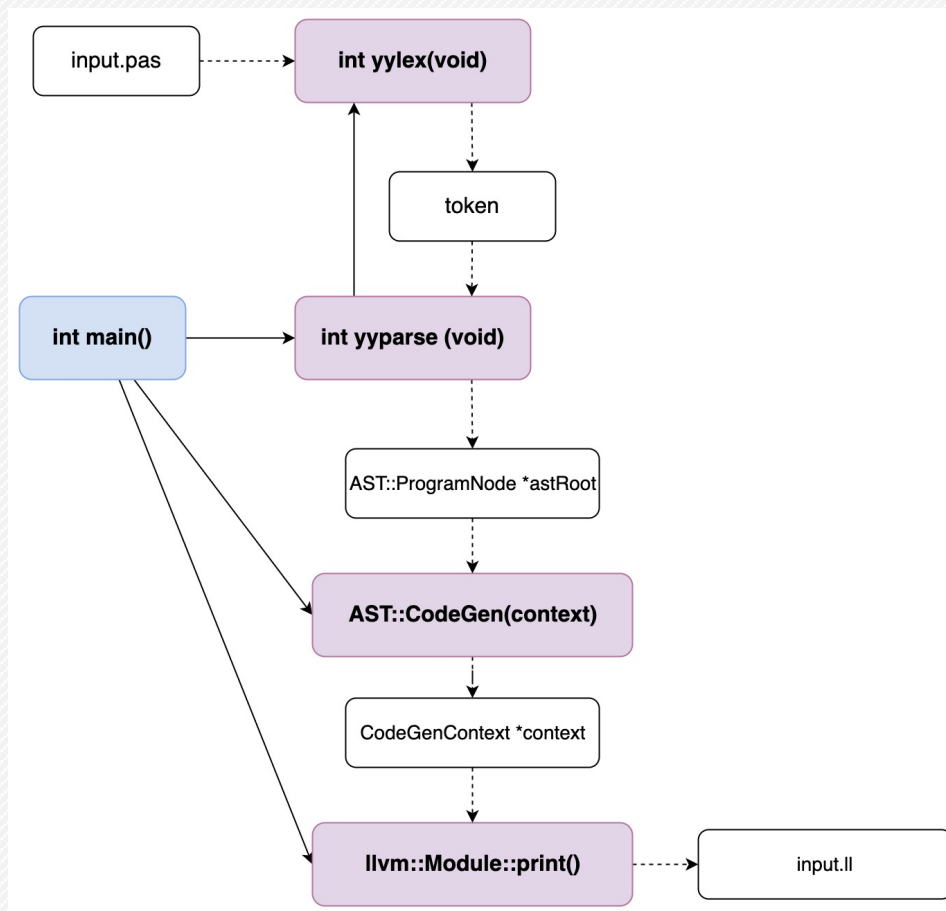 input.pas
int yylex(void)
token
int main()
int yyparse (void)
AST::ProgramNode *astRoot
AST::CodeGen(context)
CodeGenContext *context
llvm::Module::print()
input.ll